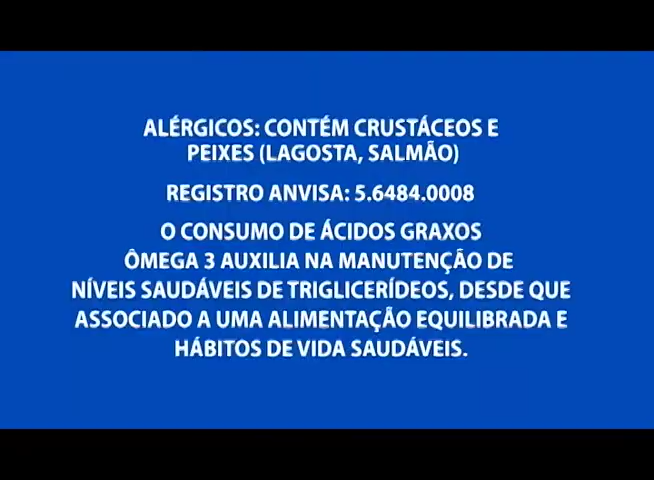 ALÉRGICOS: CONTÉM CRUSTÁCEOS E
PEIXES (LAGOSTA, SALMÃO)
REGISTRO ANVISA: 5.6484.0008
O CONSUMO DE ÁCIDOS GRAXOS
ÔMEGA 3 AUXILIA NA MANUTENÇÃO DE
NÍVEIS SAUDÁVEIS DE TRIGLICERÍDEOS, DESDE QUE
ASSOCIADO A UMA ALIMENTAÇÃO EQUILIBRADA E
HÁBITOS DE VIDA SAUDÁVEIS.